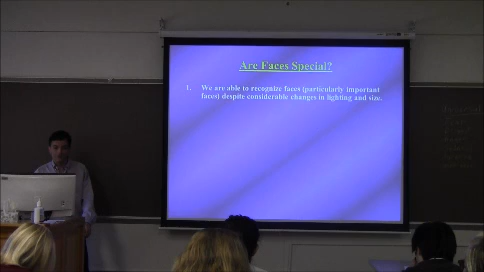 Are Faces Special?
1. We are able to recognize faces (particularly important
faces) despite considerable changes in lighting and size.